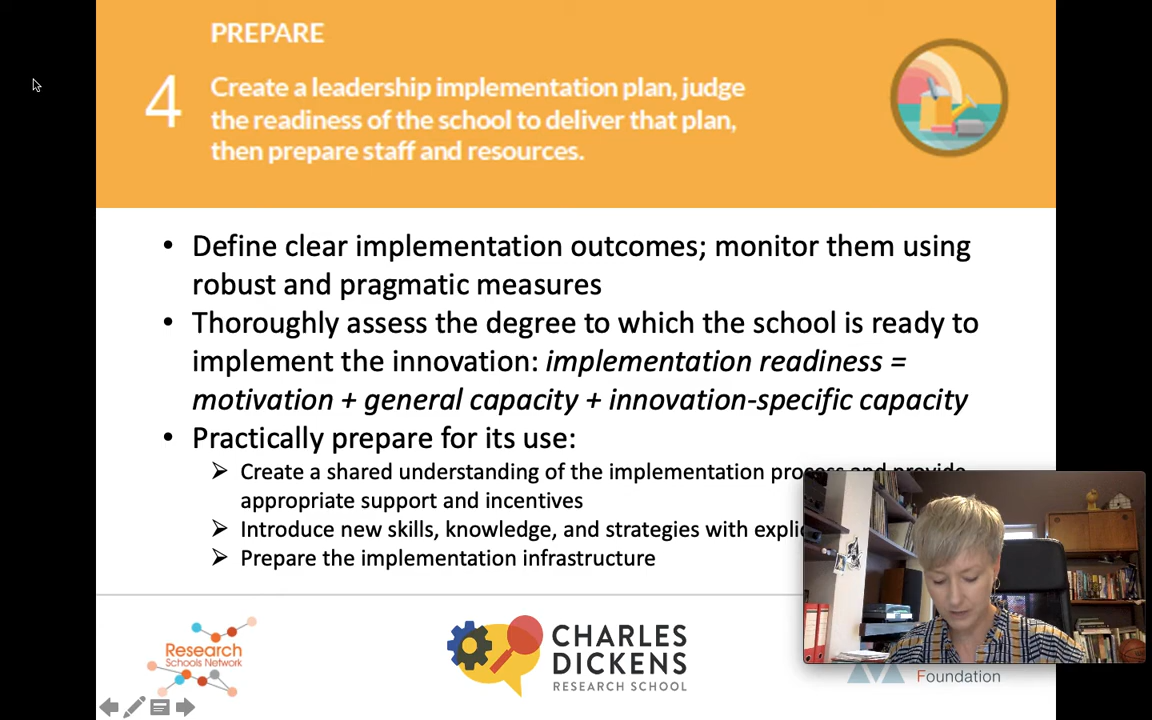 PREPARE
4
Create a leadership implementation plan, judge
the readiness of the school to deliver that plan,
then prepare staff and resources.
• Define clear implementation outcomes; monitor them using
robust and pragmatic measures
• Thoroughly assess the degree to which the school is ready to
implement the innovation: implementation readiness =
motivation + general capacity + innovation-specific capacity
• Practically prepare for its use:
➢ Create a shared understanding of the implementation process and provide
appropriate support and incentives
➢ Introduce new skills, knowledge, and strategies with
➢ Prepare the implementation infrastructure
Research
Schools Network
CHARLES
DICKENS
RESEARCH SCHOOL
Foundation